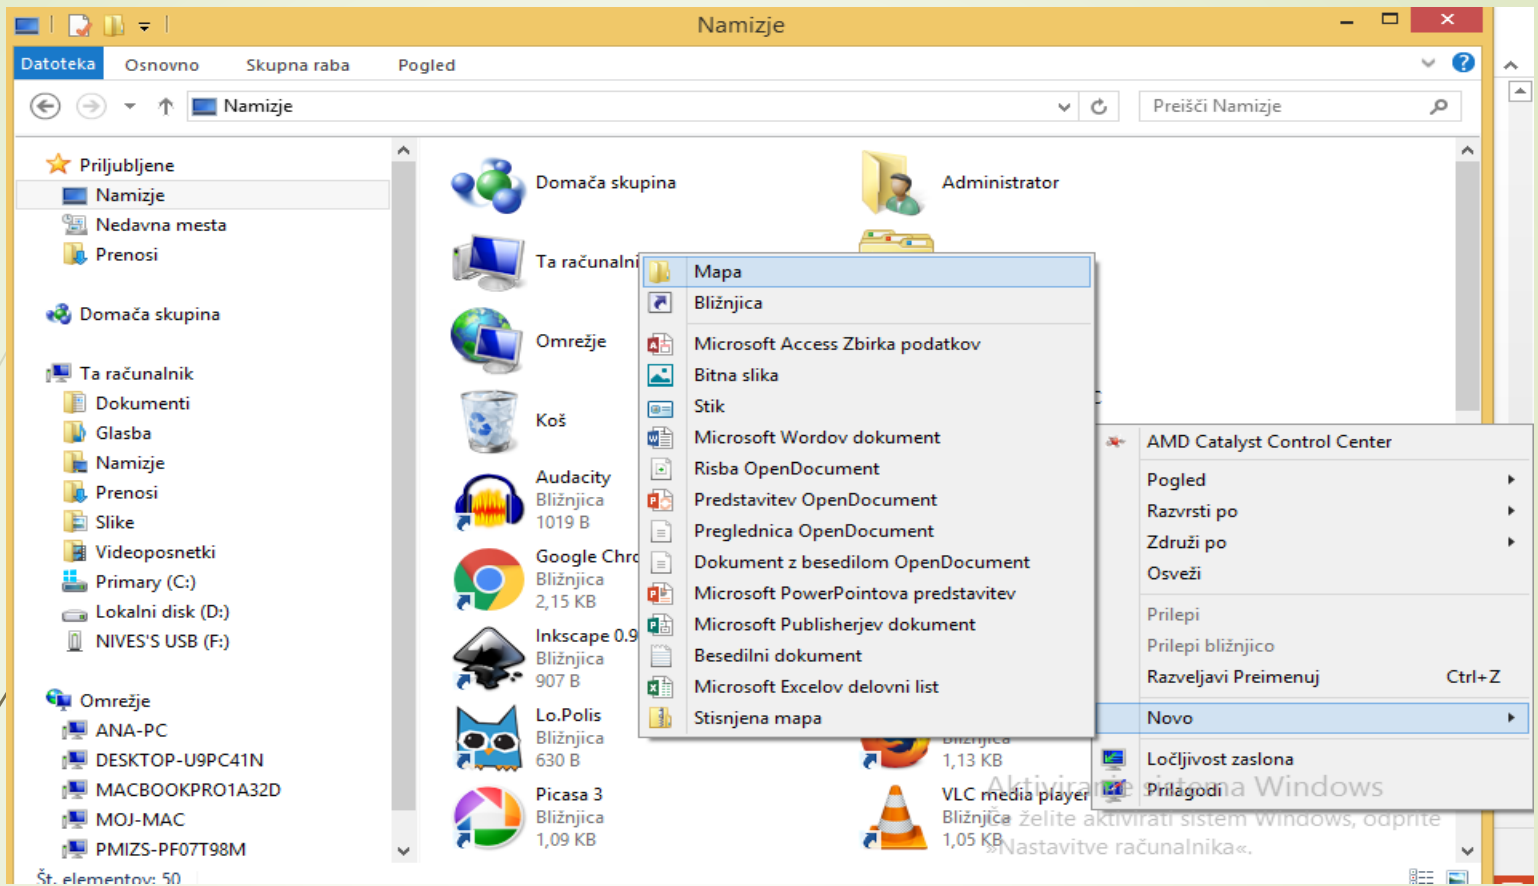 Namizje
Datoteka Osnovno Skupna raba Pogled
Namizje
Preišči Namizje
Priljubljene
Namizje
Nedavna mesta
Prenosi
Domača skupina
Ta računalnik
Dokumenti
Glasba
Namizje
Prenosi
Slike
Videoposnetki
Primary (C:)
Lokalni disk (D:)
NIVES'S USB (F:)
Omrežje
ANA-PC
DESKTOP-U9PC41N
MACBOOKPRO1A32D
MOJ-MAC
PMIZS-PF07T98M
Št. elementov: 50
Domača skupina
Administrator
Ta računalni
Omrežje
Koš
Audacity
Bližnjica
1019 B
Google Chro
Bližnjica
2,15 KB
Inkscape 0.9
Bližnjica
907 B
Lo.Polis
Bližnjica
630 B
Picasa 3
Bližnjica
1,09 KB
Bližnjica
1,13 KB
VLC media player
Bližnjica
1,05 KB
Mapa
Bližnjica
Microsoft Access Zbirka podatkov
Bitna slika
Stik
Microsoft Wordov dokument
Risba OpenDocument
Predstavitev OpenDocument
Preglednica OpenDocument
Dokument z besedilom OpenDocument
Microsoft PowerPointova predstavitev
Microsoft Publisherjev dokument
Besedilni dokument
Microsoft Excelov delovni list
Stisnjena mapa
AMD Catalyst Control Center
Pogled
Razvrsti po
Združi po
Osveži
Prilepi
Prilepi bližnjico
Razveljavi Preimenuj Ctrl+Z
Novo
Ločljivost zaslona
Prilagodi
Aktiviranje sistema Windows
Če želite aktivirati sistem Windows, odprite
»Nastavitve računalnika«.